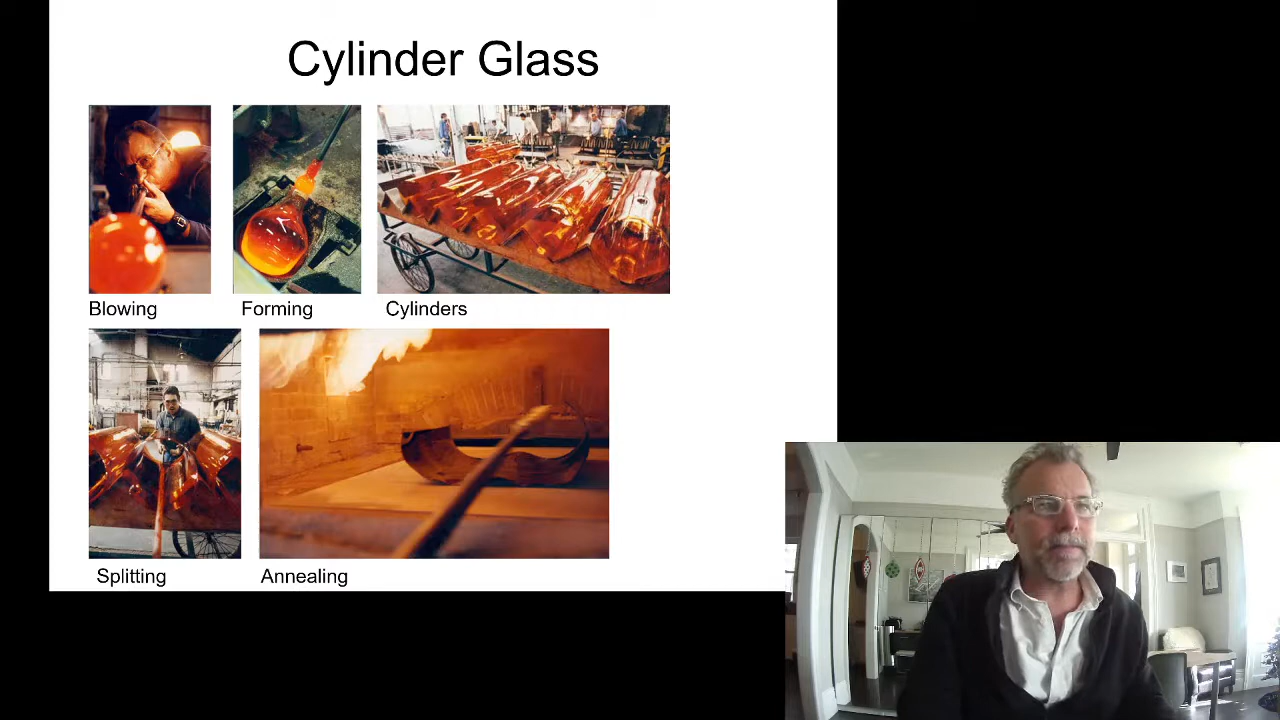 Cylinder Glass
Blowing
Forming
Cylinders
Splitting
Annealing